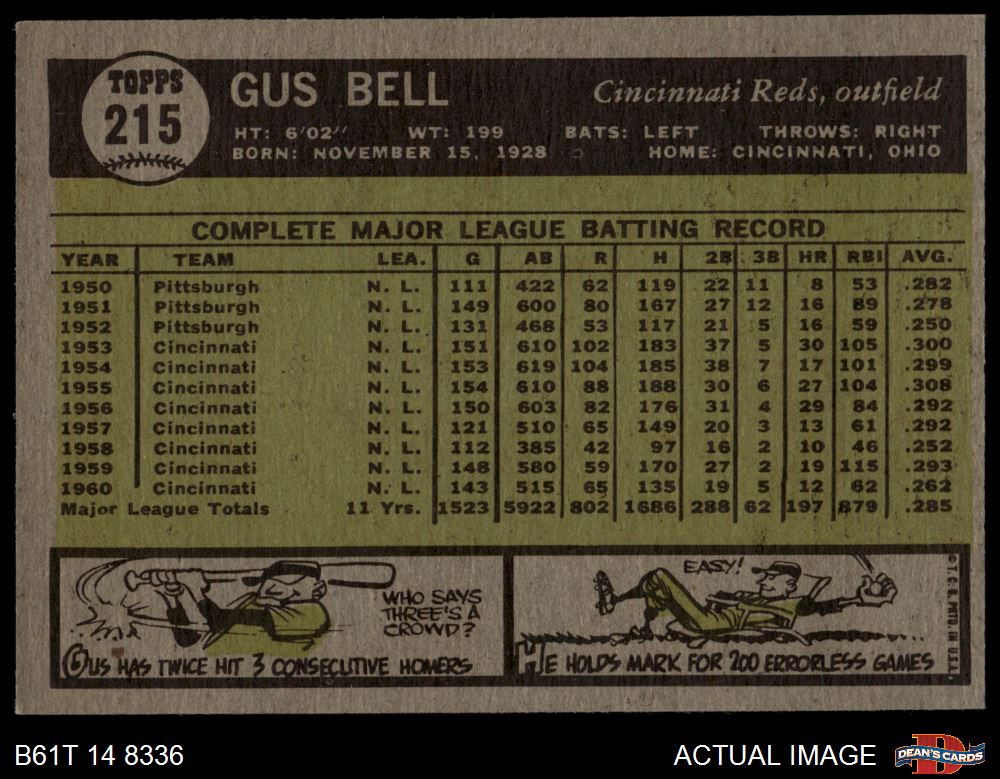 TOPPS
215
GUS BELL
Cincinnati Reds, outfield
HT: 6'02" WT: 199 BATS: LEFT THROWS: RIGHT
BORN: NOVEMBER 15, 1928 HOME: CINCINNATI, OHIO
COMPLETE MAJOR LEAGUE BATTING RECORD
YEAR TEAM LEA. G AB R H 2B 3B HR RBI AVG.
1950 Pittsburgh N. L. 111 422 62 119 22 11 8 53 .282
1951 Pittsburgh N. L. 149 600 80 167 27 12 16 89 .278
1952 Pittsburgh N. L. 131 468 53 117 21 5 16 59 .250
1953 Cincinnati N. L. 151 610 102 183 37 5 30 105 .300
1954 Cincinnati N. L. 153 619 104 185 38 7 17 101 .299
1955 Cincinnati N. L. 154 610 88 188 30 6 27 104 .308
1956 Cincinnati N. L. 150 603 82 176 31 4 29 84 .292
1957 Cincinnati N. L. 121 510 65 149 20 3 13 61 .292
1958 Cincinnati N. L. 112 385 42 97 16 2 10 46 .252
1959 Cincinnati N. L. 148 580 59 170 27 2 19 115 .293
1960 Cincinnati N. L. 143 515 65 135 19 5 12 62 .262
Major League Totals 11 Yrs. 1523 5922 802 1686 288 62 197 879 .285
WHO SAYS
THREE'S A
CROWD?
GUS HAS TWICE HIT 3 CONSECUTIVE HOMERS
EASY!
HE HOLDS MARK FOR 200 ERRORLESS GAMES
© T. C. G. PRTD. IN U.S.A.
B61T 14 8336
ACTUAL IMAGE
DEAN'S CARDS